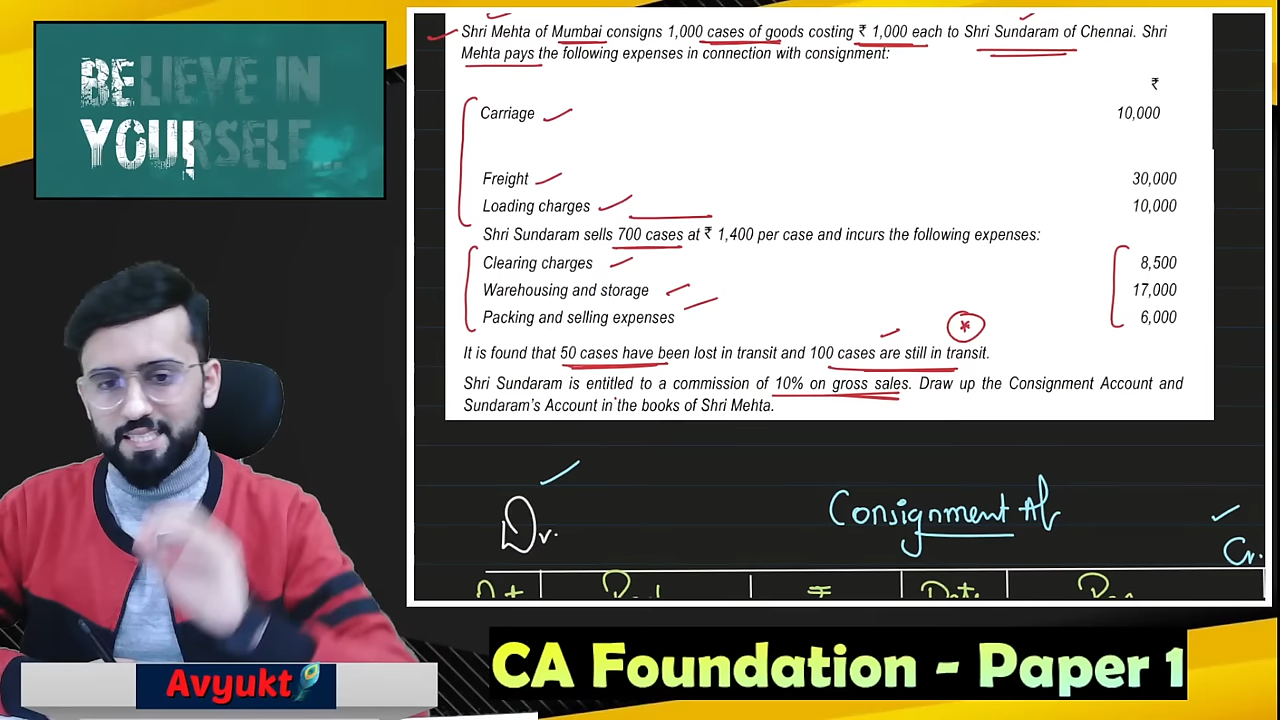 BELIEVE IN
YOURSELF...
Shri Mehta of Mumbai consigns 1,000 cases of goods costing ₹ 1,000 each to Shri Sundaram of Chennai. Shri
Mehta pays the following expenses in connection with consignment:
₹
Carriage 10,000
Freight 30,000
Loading charges 10,000
Shri Sundaram sells 700 cases at ₹ 1,400 per case and incurs the following expenses:
Clearing charges 8,500
Warehousing and storage 17,000
Packing and selling expenses 6,000
It is found that 50 cases have been lost in transit and 100 cases are still in transit.
Shri Sundaram is entitled to a commission of 10% on gross sales. Draw up the Consignment Account and
Sundaram's Account in the books of Shri Mehta.
Dr. Consignment A/c Cr.
₹ Date
Avyukt
CA Foundation - Paper 1